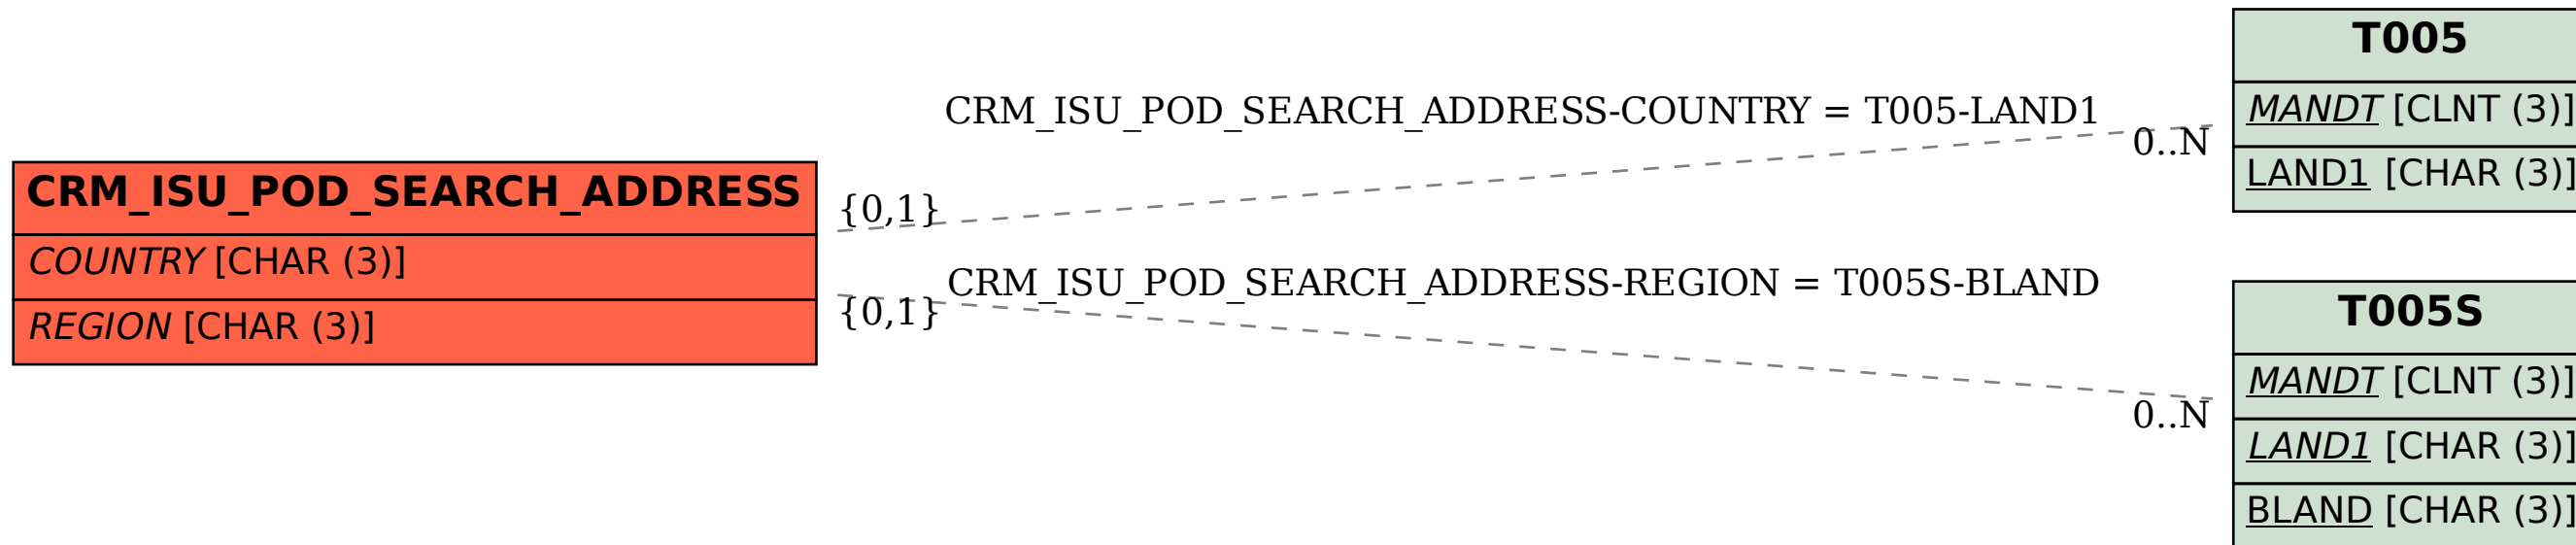 CRM_ISU_POD_SEARCH_ADDRESS
COUNTRY [CHAR (3)]
REGION [CHAR (3)]
CRM_ISU_POD_SEARCH_ADDRESS-COUNTRY = T005-LAND1
{0,1}
0..N
CRM_ISU_POD_SEARCH_ADDRESS-REGION = T005S-BLAND
{0,1}
0..N
T005
MANDT [CLNT (3)]
LAND1 [CHAR (3)]
T005S
MANDT [CLNT (3)]
LAND1 [CHAR (3)]
BLAND [CHAR (3)]